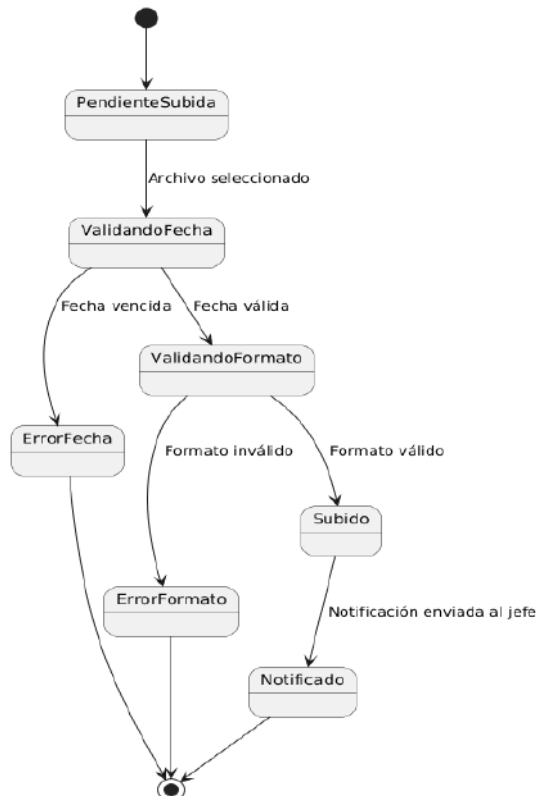 PendienteSubida
Archivo seleccionado
ValidandoFecha
Fecha vencida
Fecha válida
ValidandoFormato
ErrorFecha
Formato inválido
Formato válido
Subido
ErrorFormato
Notificación enviada al jefe
Notificado